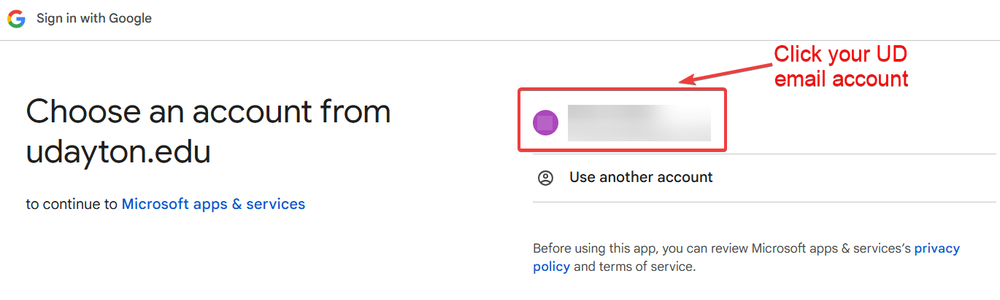 Sign in with Google
Click your UD
email account
Choose an account from
udayton.edu
to continue to Microsoft apps & services
Use another account
Before using this app, you can review Microsoft apps & services’s privacy
policy and terms of service.